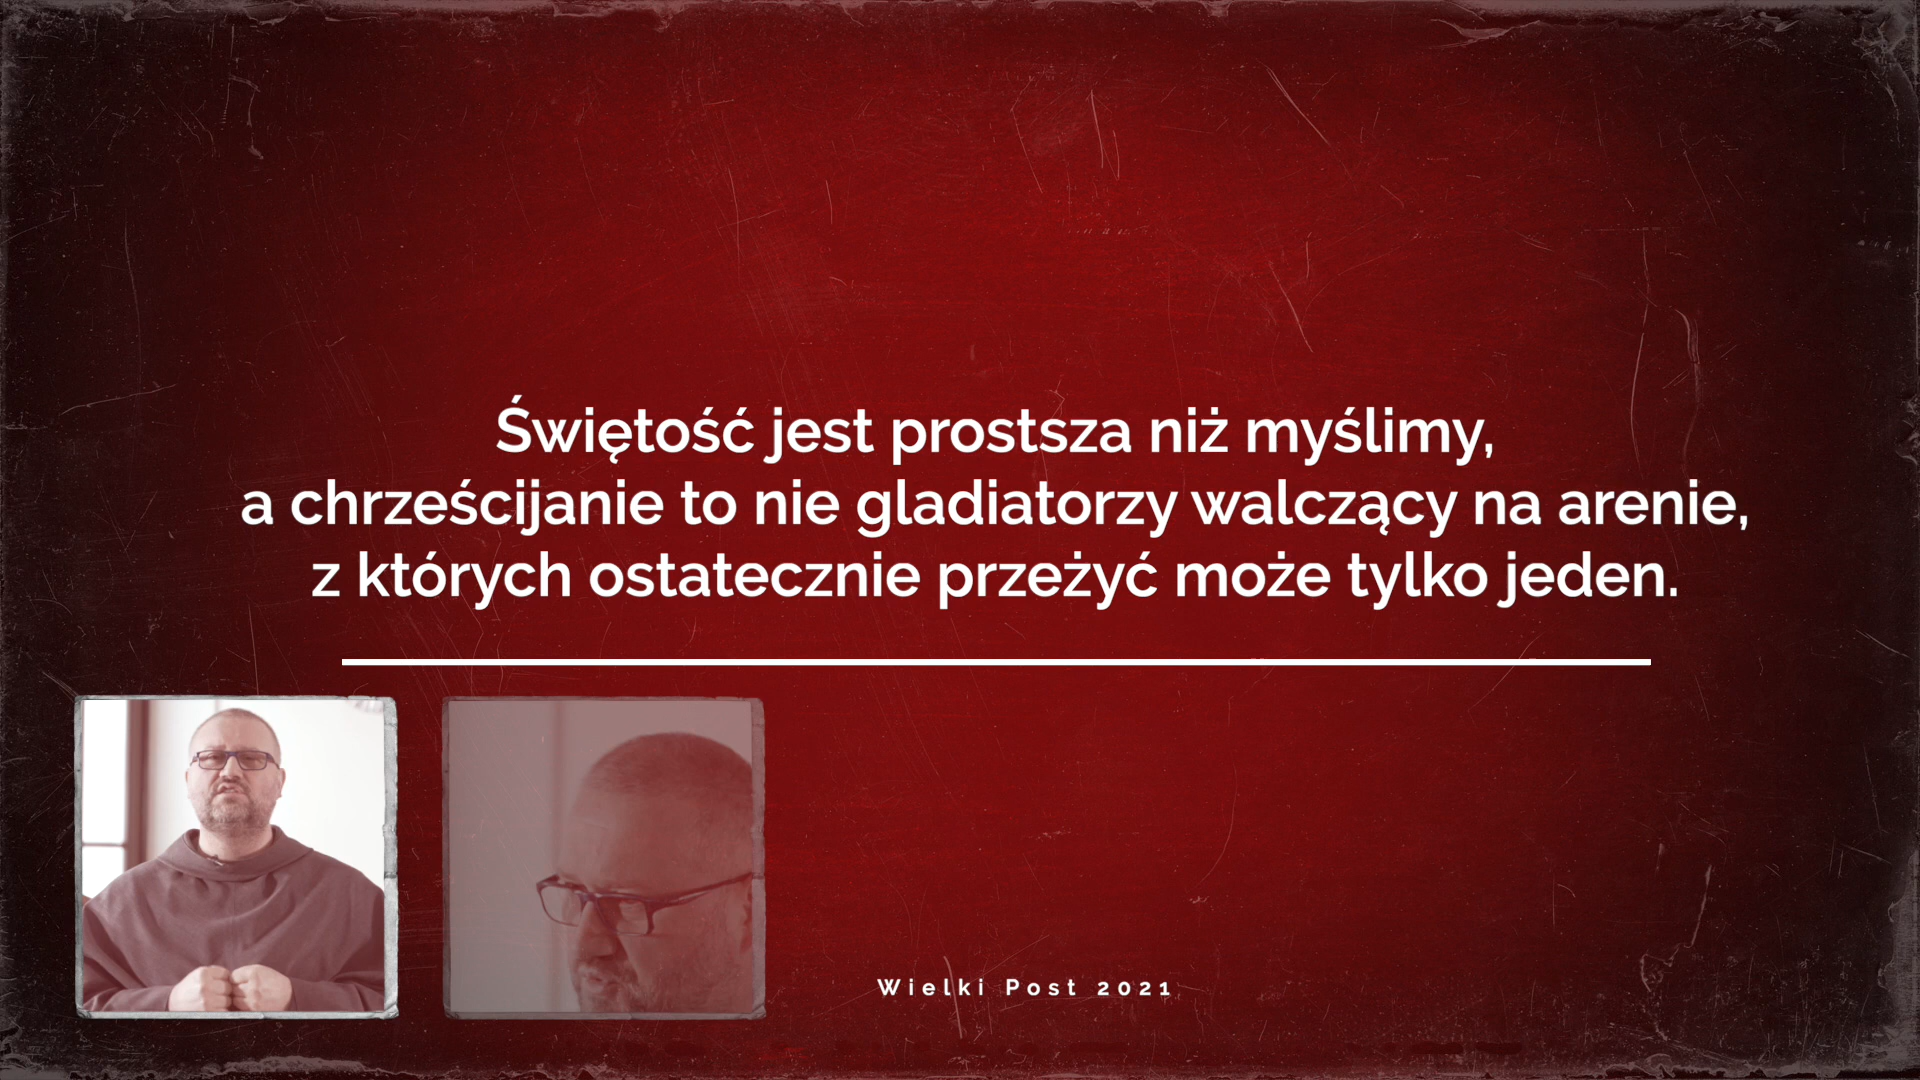 Świętość jest prostsza niż myślimy,
a chrześcijanie to nie gladiatorzy walczący na arenie,
z których ostatecznie przeżyć może tylko jeden.
Wielki Post 2021